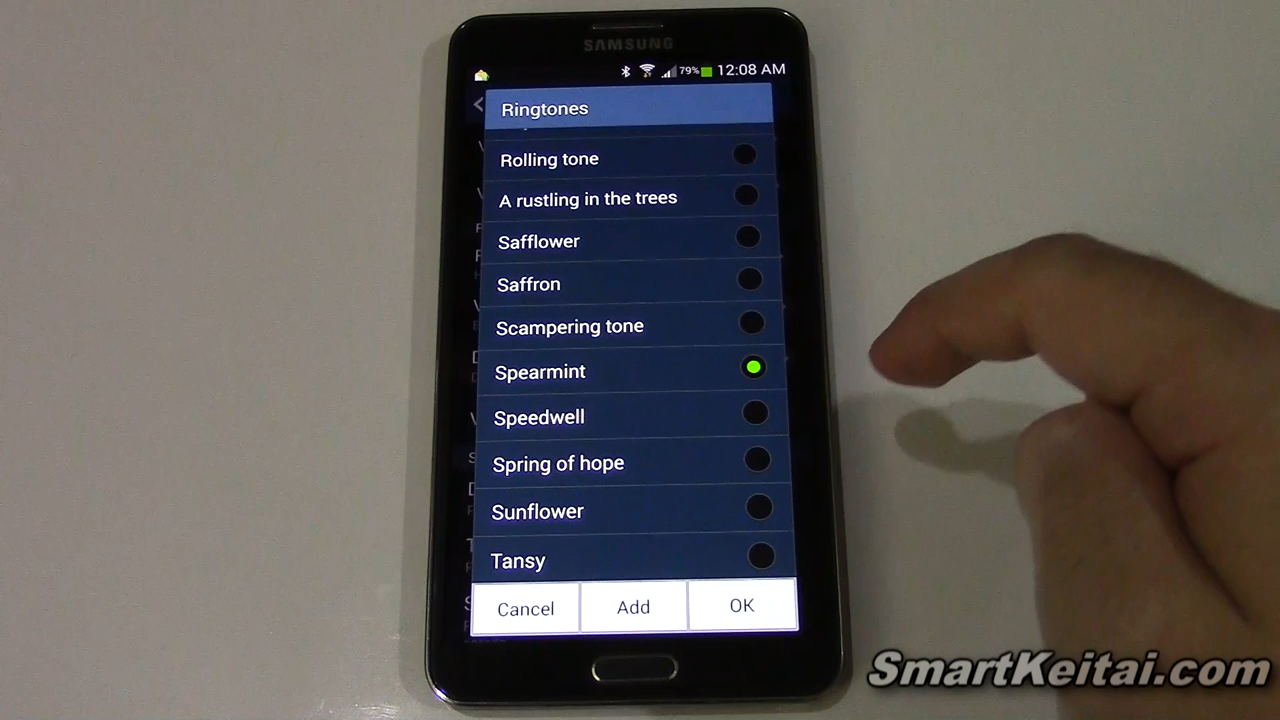 SAMSUNG
79% 12:08 AM
Ringtones
Rolling tone
A rustling in the trees
Safflower
Saffron
Scampering tone
Spearmint
Speedwell
Spring of hope
Sunflower
Tansy
Cancel Add OK
SmartKeitai.com